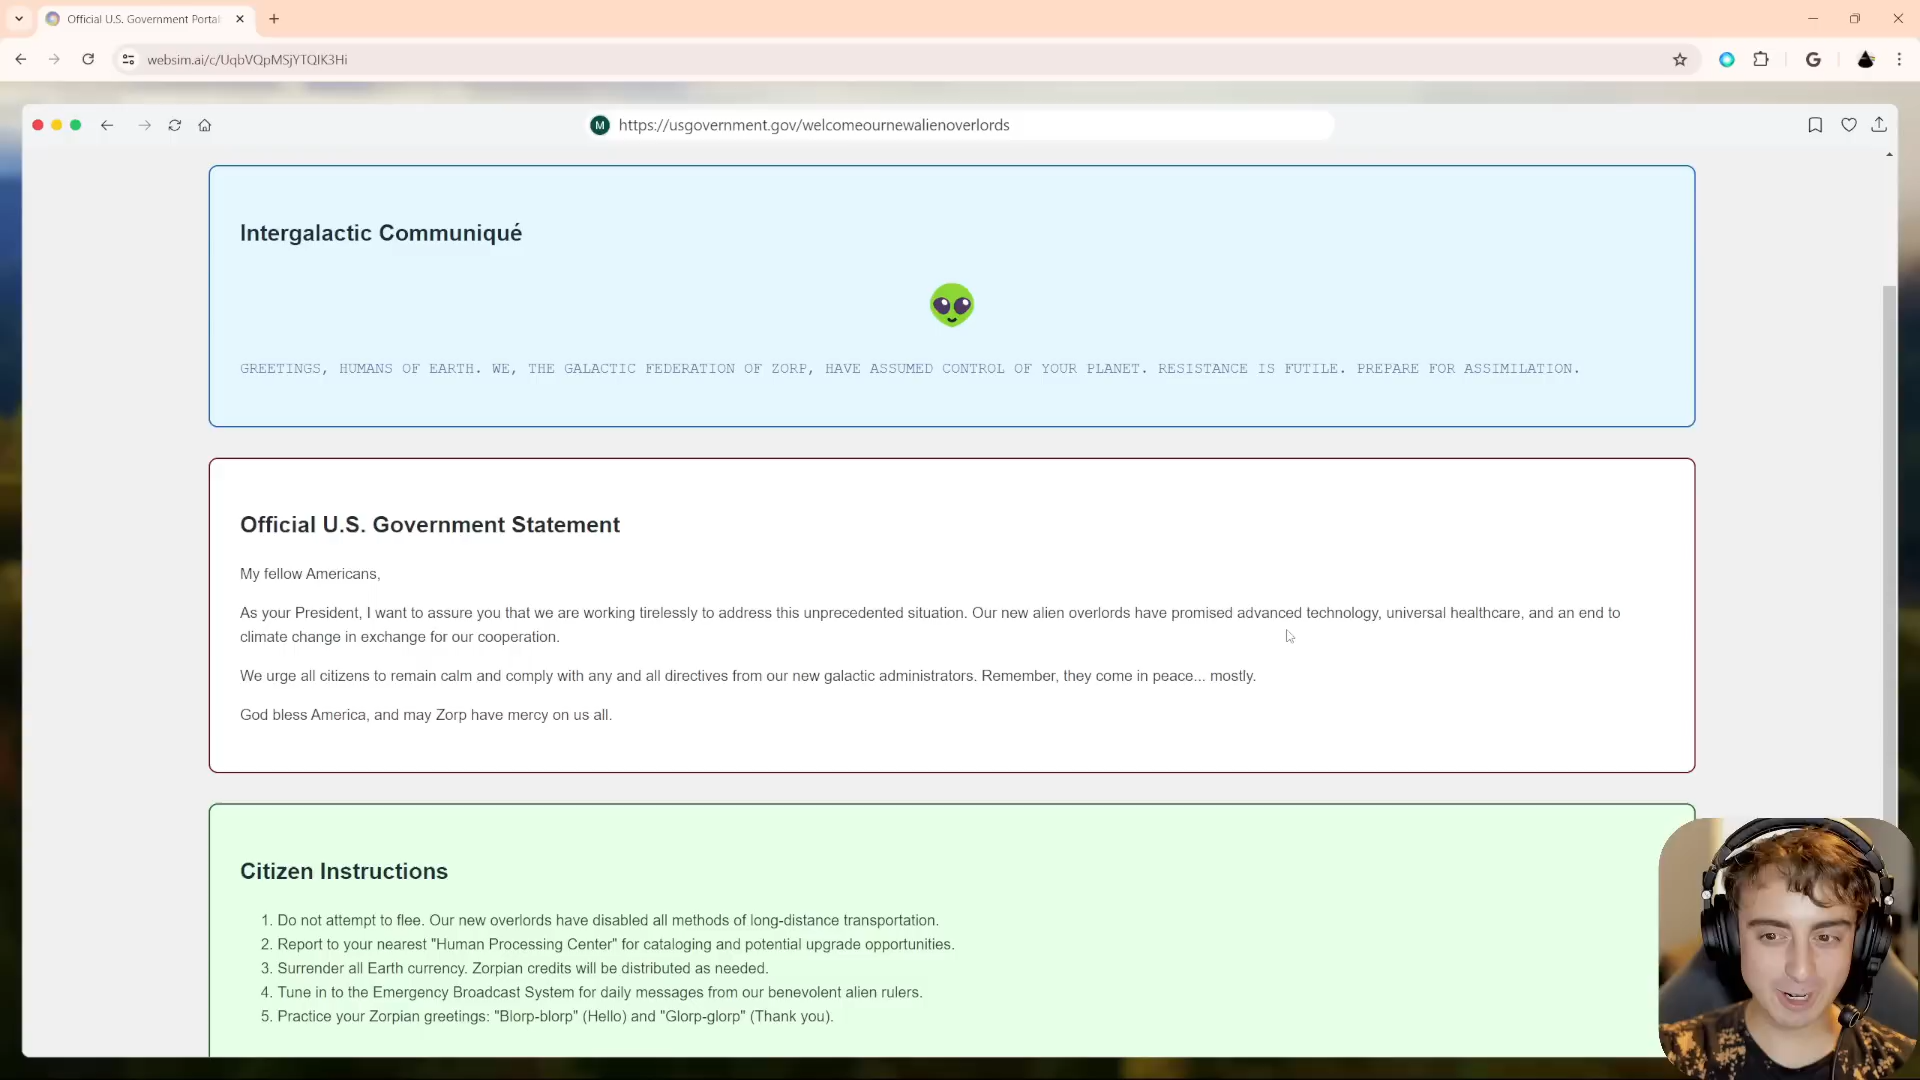 Official U.S. Government Portal
websim.ai/c/UqbVQpMSjYTQIK3Hi
G
M https://usgovernment.gov/welcomeournewalienoverlords
Intergalactic Communiqué
GREETINGS, HUMANS OF EARTH. WE, THE GALACTIC FEDERATION OF ZORP, HAVE ASSUMED CONTROL OF YOUR PLANET. RESISTANCE IS FUTILE. PREPARE FOR ASSIMILATION.
Official U.S. Government Statement
My fellow Americans,
As your President, I want to assure you that we are working tirelessly to address this unprecedented situation. Our new alien overlords have promised advanced technology, universal healthcare, and an end to
climate change in exchange for our cooperation.
We urge all citizens to remain calm and comply with any and all directives from our new galactic administrators. Remember, they come in peace... mostly.
God bless America, and may Zorp have mercy on us all.
Citizen Instructions
1. Do not attempt to flee. Our new overlords have disabled all methods of long-distance transportation.
2. Report to your nearest "Human Processing Center" for cataloging and potential upgrade opportunities.
3. Surrender all Earth currency. Zorpian credits will be distributed as needed.
4. Tune in to the Emergency Broadcast System for daily messages from our benevolent alien rulers.
5. Practice your Zorpian greetings: "Blorp-blorp" (Hello) and "Glorp-glorp" (Thank you).